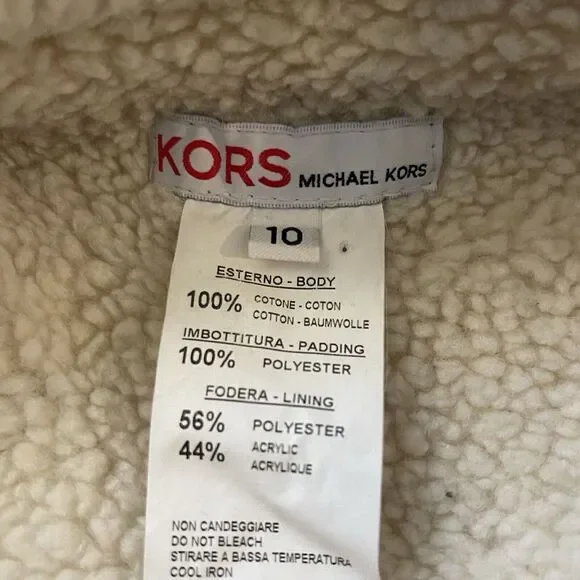 KORS MICHAEL KORS
10
ESTERNO - BODY
100% COTONE - COTON
COTTON - BAUMWOLLE
IMBOTTITURA - PADDING
100% POLYESTER
FODERA - LINING
56% POLYESTER
44% ACRYLIC
ACRYLIQUE
NON CANDEGGIARE
DO NOT BLEACH
STIRARE A BASSA TEMPERATURA
COOL IRON